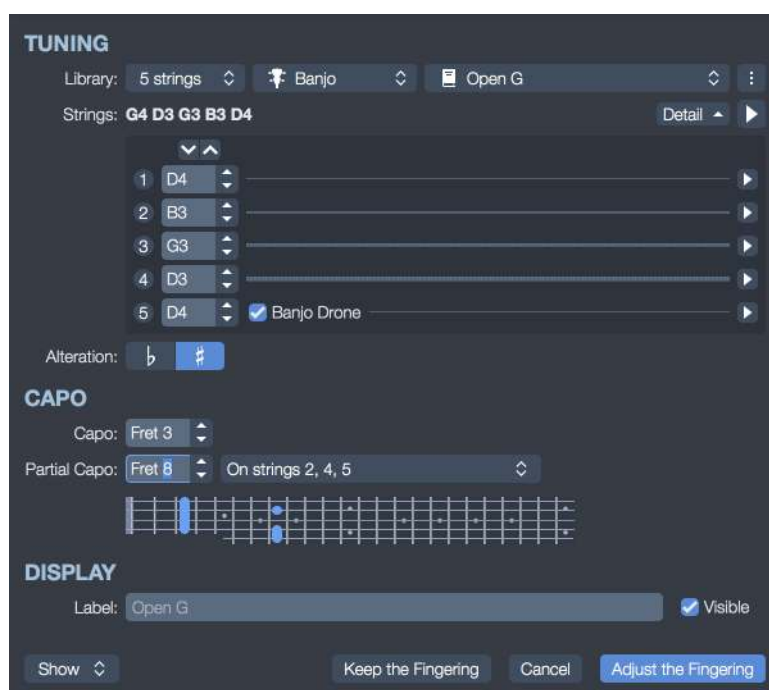 TUNING
Library: 5 strings Banjo Open G
Strings: G4 D3 G3 B3 D4 Detail
1 D4
2 B3
3 G3
4 D3
5 D4 Banjo Drone
Alteration: ♭ ♯
CAPO
Capo: Fret 3
Partial Capo: Fret 8 On strings 2, 4, 5
DISPLAY
Label: Open G Visible
Show Keep the Fingering Cancel Adjust the Fingering